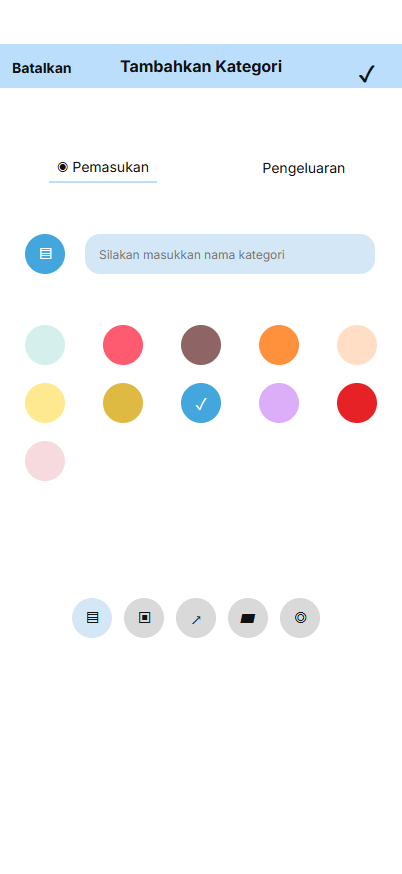 Batalkan Tambahkan Kategori ✓
◉ Pemasukan Pengeluaran
▤ Silakan masukkan nama kategori
✓
▤ ▣ ↗ ▰ ◎